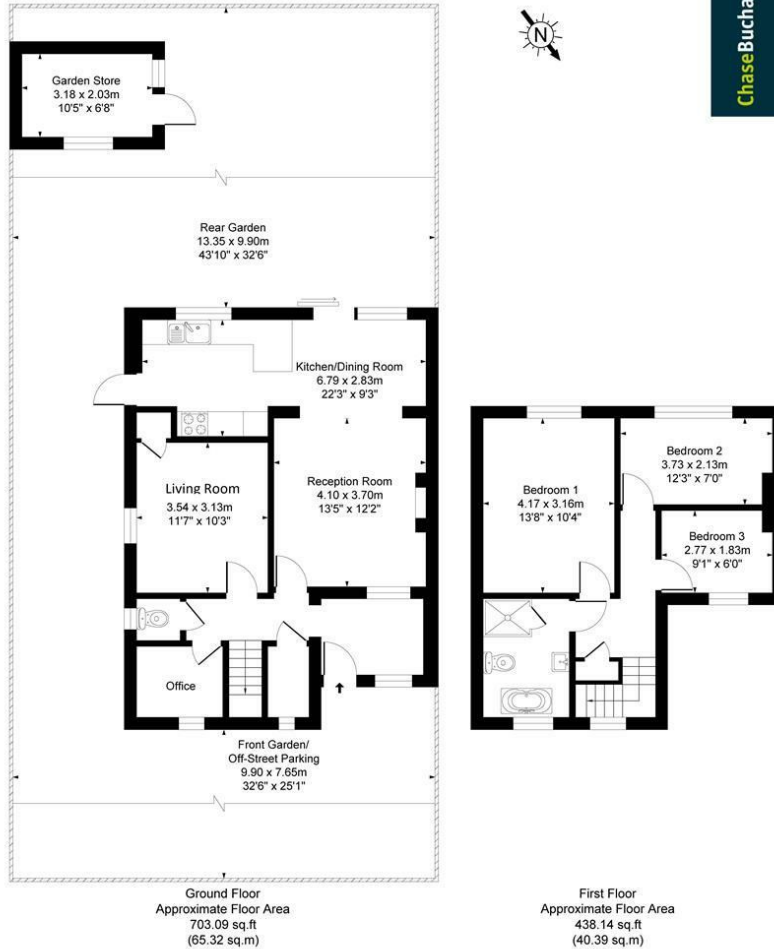 ChaseBucha
N
Garden Store
3.18 x 2.03m
10'5" x 6'8"
Rear Garden
13.35 x 9.90m
43'10" x 32'6"
Kitchen/Dining Room
6.79 x 2.83m
22'3" x 9'3"
Living Room
3.54 x 3.13m
11'7" x 10'3"
Reception Room
4.10 x 3.70m
13'5" x 12'2"
Office
Front Garden/
Off-Street Parking
9.90 x 7.65m
32'6" x 25'1"
Bedroom 1
4.17 x 3.16m
13'8" x 10'4"
Bedroom 2
3.73 x 2.13m
12'3" x 7'0"
Bedroom 3
2.77 x 1.83m
9'1" x 6'0"
Ground Floor
Approximate Floor Area
703.09 sq.ft
(65.32 sq.m)
First Floor
Approximate Floor Area
438.14 sq.ft
(40.39 sq.m)